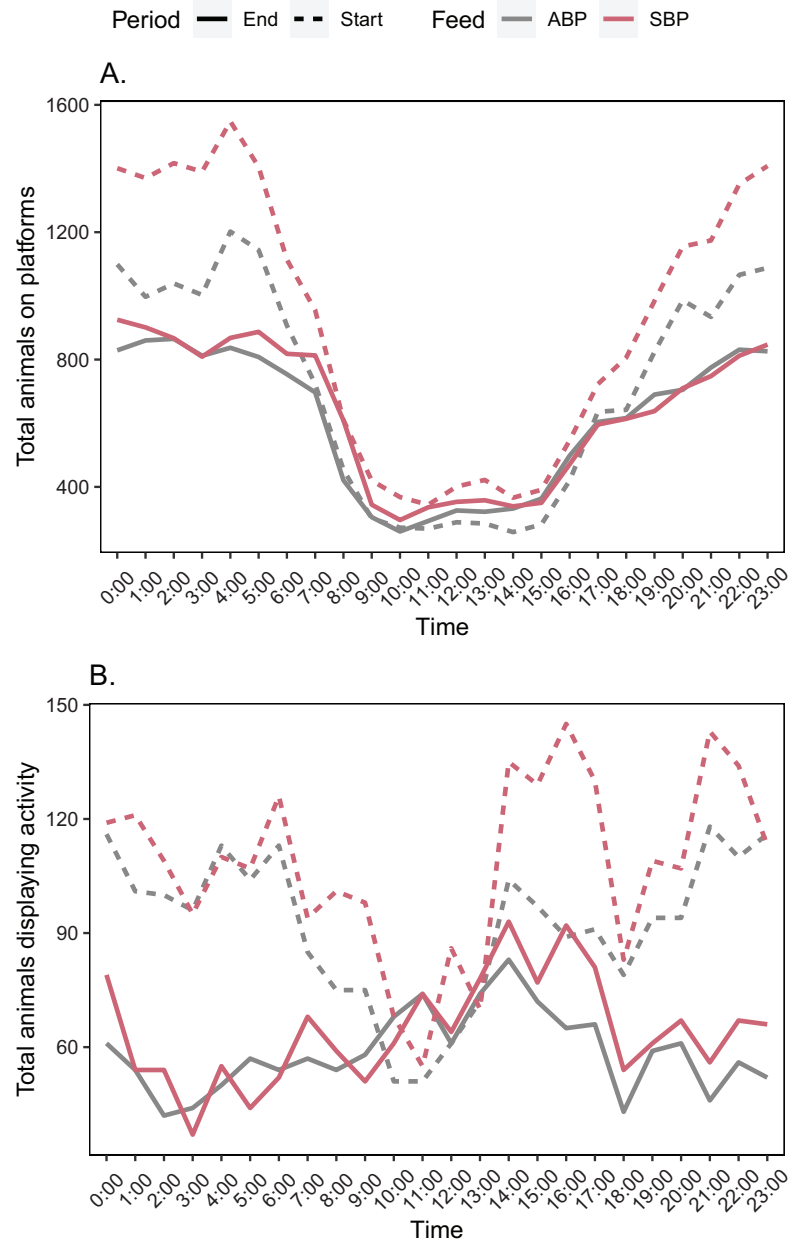 Period End Start Feed ABP SBP
A.
1600
1200
800
400
Total animals on platforms
0:00 1:00 2:00 3:00 4:00 5:00 6:00 7:00 8:00 9:00 10:00 11:00 12:00 13:00 14:00 15:00 16:00 17:00 18:00 19:00 20:00 21:00 22:00 23:00
Time
B.
150
120
90
60
Total animals displaying activity
0:00 1:00 2:00 3:00 4:00 5:00 6:00 7:00 8:00 9:00 10:00 11:00 12:00 13:00 14:00 15:00 16:00 17:00 18:00 19:00 20:00 21:00 22:00 23:00
Time